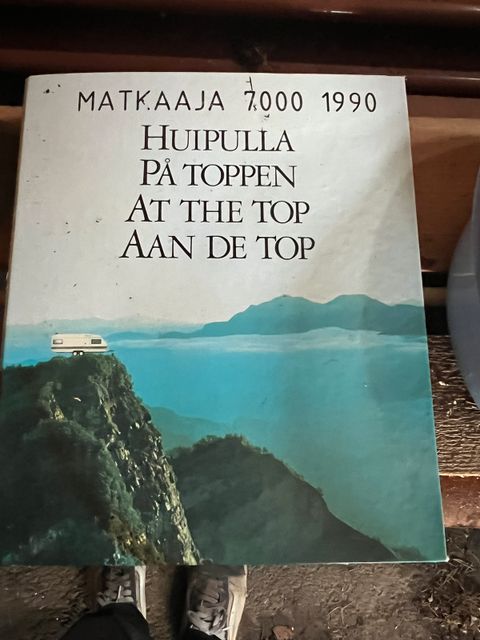 MATKAAJA 7000 1990
HUIPULLA
PÅ TOPPEN
AT THE TOP
AAN DE TOP